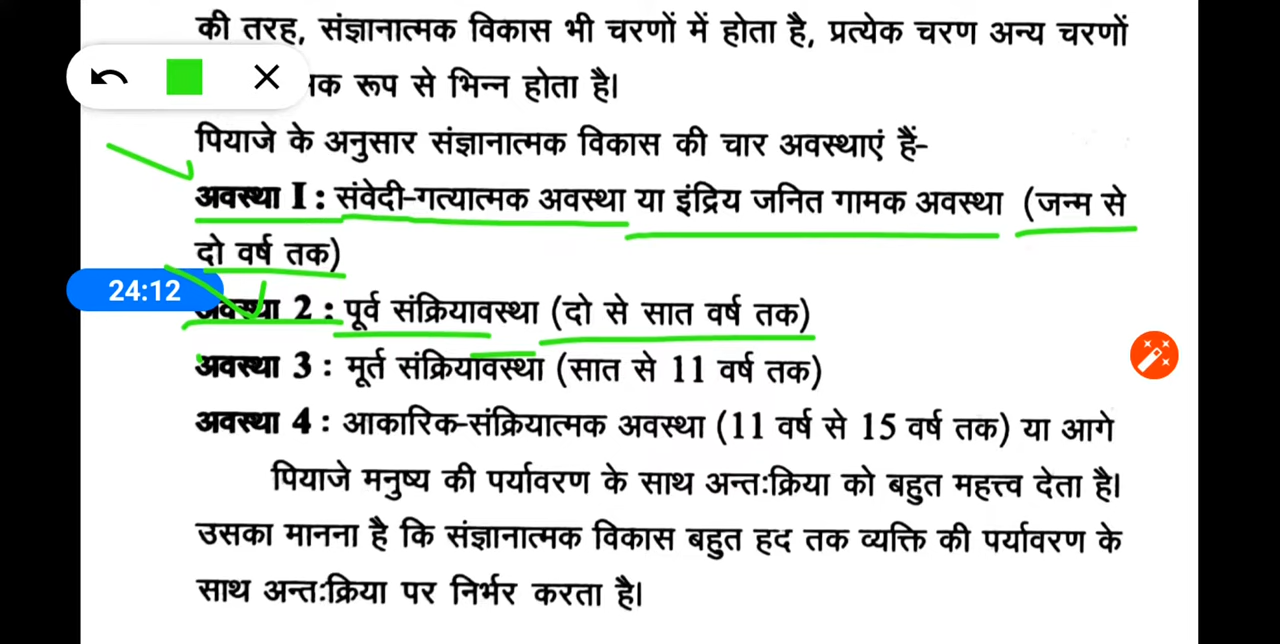 की तरह, संज्ञानात्मक विकास भी चरणों में होता है, प्रत्येक चरण अन्य चरणों
रूप से भिन्न होता है।
पियाजे के अनुसार संज्ञानात्मक विकास की चार अवस्थाएं हैं-
अवस्था I : संवेदी-गत्यात्मक अवस्था या इंद्रिय जनित गामक अवस्था (जन्म से
दो वर्ष तक)
24:12
अवस्था 2 : पूर्व संक्रियावस्था (दो से सात वर्ष तक)
अवस्था 3 : मूर्त संक्रियावस्था (सात से 11 वर्ष तक)
अवस्था 4 : आकारिक-संक्रियात्मक अवस्था (11 वर्ष से 15 वर्ष तक) या आगे
पियाजे मनुष्य की पर्यावरण के साथ अन्तःक्रिया को बहुत महत्त्व देता है।
उसका मानना है कि संज्ञानात्मक विकास बहुत हद तक व्यक्ति की पर्यावरण के
साथ अन्तःक्रिया पर निर्भर करता है।